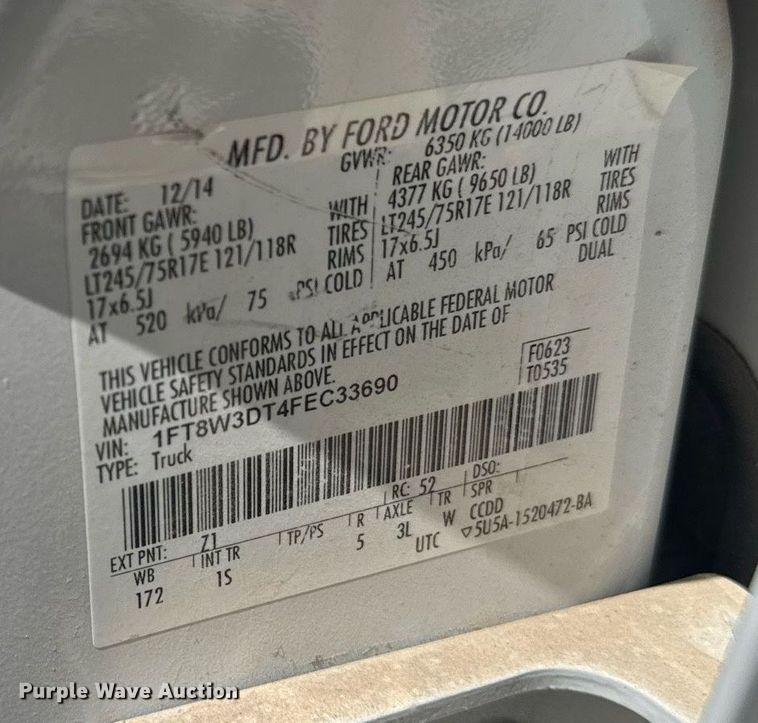 MFD. BY FORD MOTOR CO.
DATE: 12/14
GVWR: 6350 KG (14000 LB)
FRONT GAWR:
2694 KG ( 5940 LB)
WITH
LT245/75R17E 121/118R
TIRES
17x6.5J
RIMS
AT 520 kPa/ 75 PSI COLD
REAR GAWR:
4377 KG ( 9650 LB)
WITH
LT245/75R17E 121/118R
TIRES
17x6.5J
RIMS
AT 450 kPa/ 65 PSI COLD
DUAL
THIS VEHICLE CONFORMS TO ALL APPLICABLE FEDERAL MOTOR
VEHICLE SAFETY STANDARDS IN EFFECT ON THE DATE OF
MANUFACTURE SHOWN ABOVE.
VIN: 1FT8W3DT4FEC33690
TYPE: Truck
F0623
T0535
EXT PNT: Z1
RC: 52
DSO:
WB
INT TR
TP/PS
R
AXLE
TR
SPR
172
1S
5
3L
W
CCDD
UTC
▽5U5A-1520472-BA
Purple Wave Auction